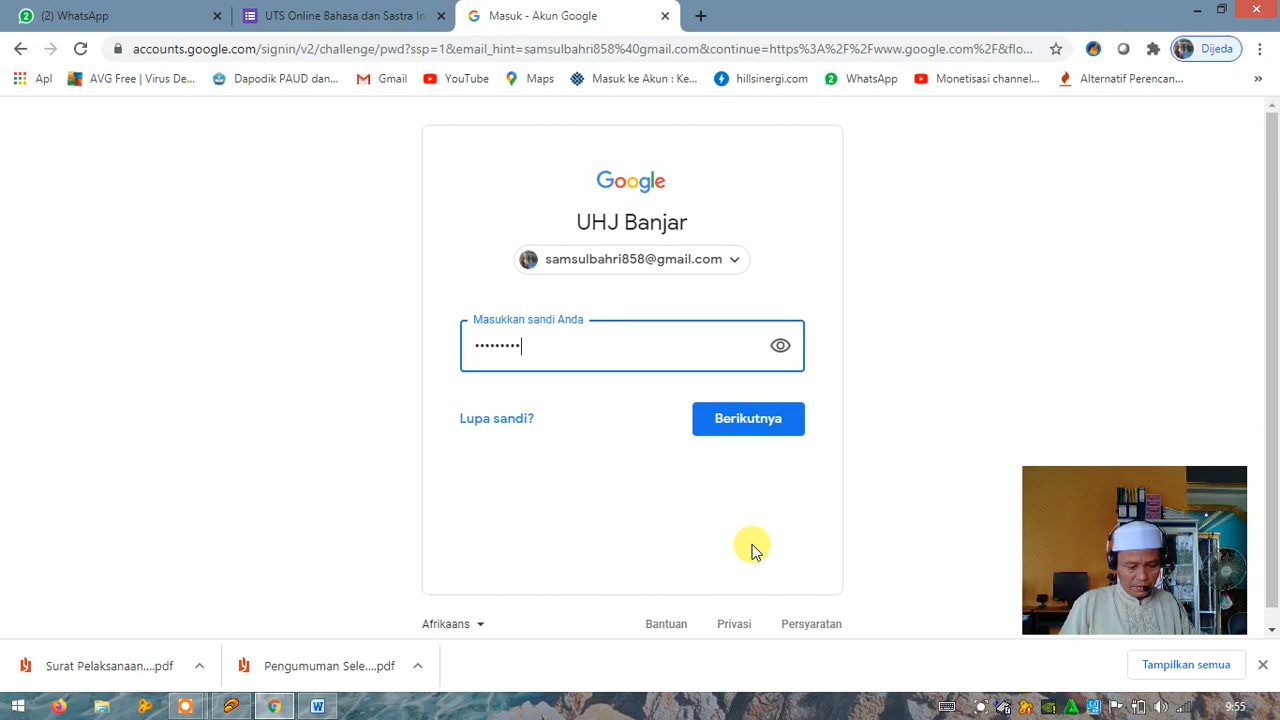 WhatsApp
UTS Online Bahasa dan Sastra In
Masuk - Akun Google
accounts.google.com/signin/v2/challenge/pwd?ssp=1&email_hint=samsulbahri858%40gmail.com&continue=https%3A%2F%2Fwww.google.com%2F&flo...
Dijeda
Apl
AVG Free | Virus De...
Dapodik PAUD dan...
Gmail
YouTube
Maps
Masuk ke Akun : Ke...
hillsinergi.com
2 WhatsApp
Monetisasi channel...
Alternatif Perencan...
»
Google
UHJ Banjar
samsulbahri858@gmail.com
Masukkan sandi Anda
•••••••••
Lupa sandi?
Berikutnya
Afrikaans
Bantuan
Privasi
Persyaratan
Surat Pelaksanaan....pdf
Pengumuman Sele....pdf
Tampilkan semua
9:55